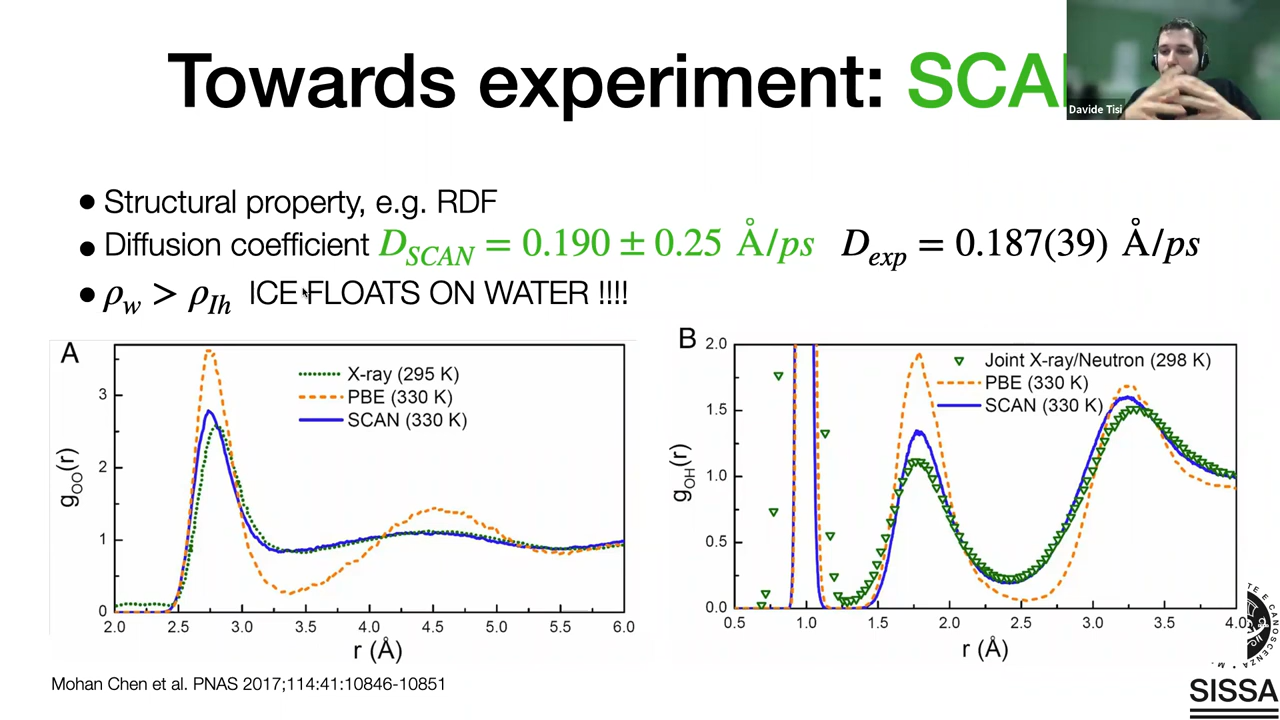 Towards experiment: SCA
Davide Tisi
● Structural property, e.g. RDF
● Diffusion coefficient D_SCAN = 0.190 ± 0.25 Å/ps D_exp = 0.187(39) Å/ps
● ρ_w > ρ_Ih ICE FLOATS ON WATER !!!!
A
X-ray (295 K)
PBE (330 K)
SCAN (330 K)
g_OO(r)
3
2
1
0
2.0 2.5 3.0 3.5 4.0 4.5 5.0 5.5 6.0
r (Å)
B
Joint X-ray/Neutron (298 K)
PBE (330 K)
SCAN (330 K)
g_OH(r)
2.0
1.5
1.0
0.5
0.0
0.5 1.0 1.5 2.0 2.5 3.0 3.5 4.0
r (Å)
Mohan Chen et al. PNAS 2017;114:41:10846-10851
SISSA